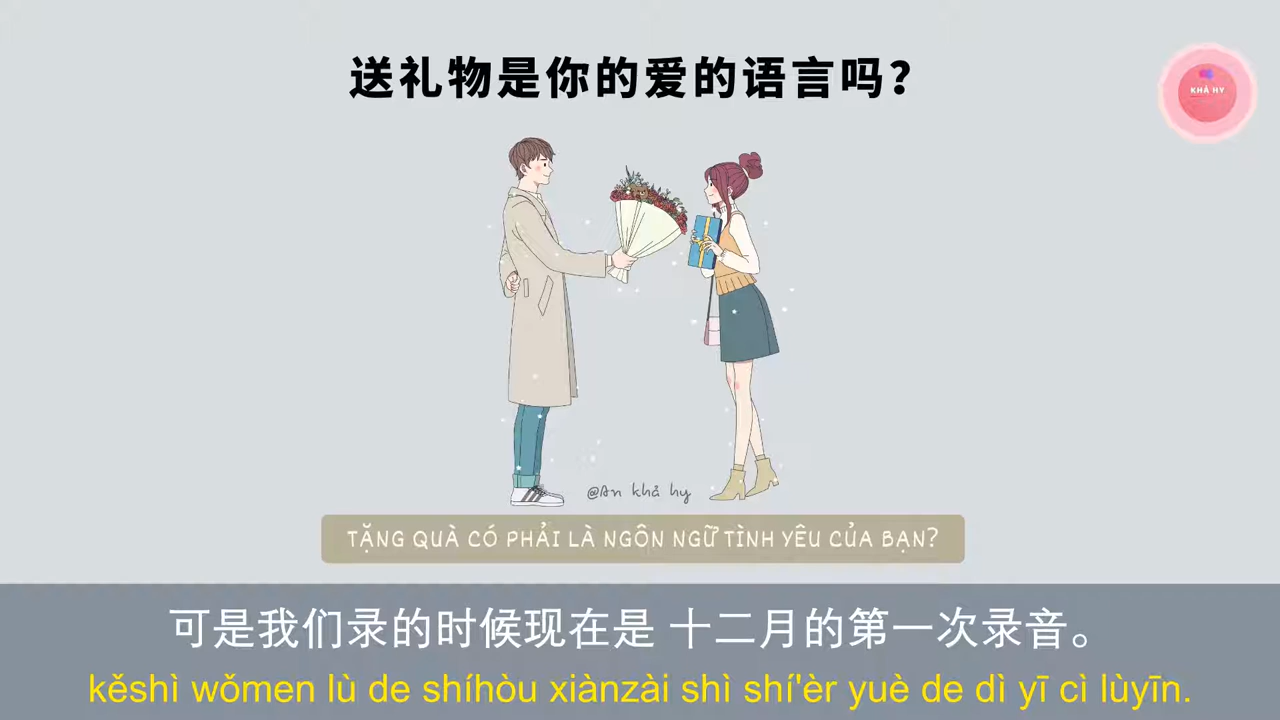 送礼物是你的爱的语言吗？
KHẢ HY
@An khả hy
TẶNG QUÀ CÓ PHẢI LÀ NGÔN NGỮ TÌNH YÊU CỦA BẠN?
可是我们录的时候现在是 十二月的第一次录音。
kěshì wǒmen lù de shíhòu xiànzài shì shí'èr yuè de dì yī cì lùyīn.